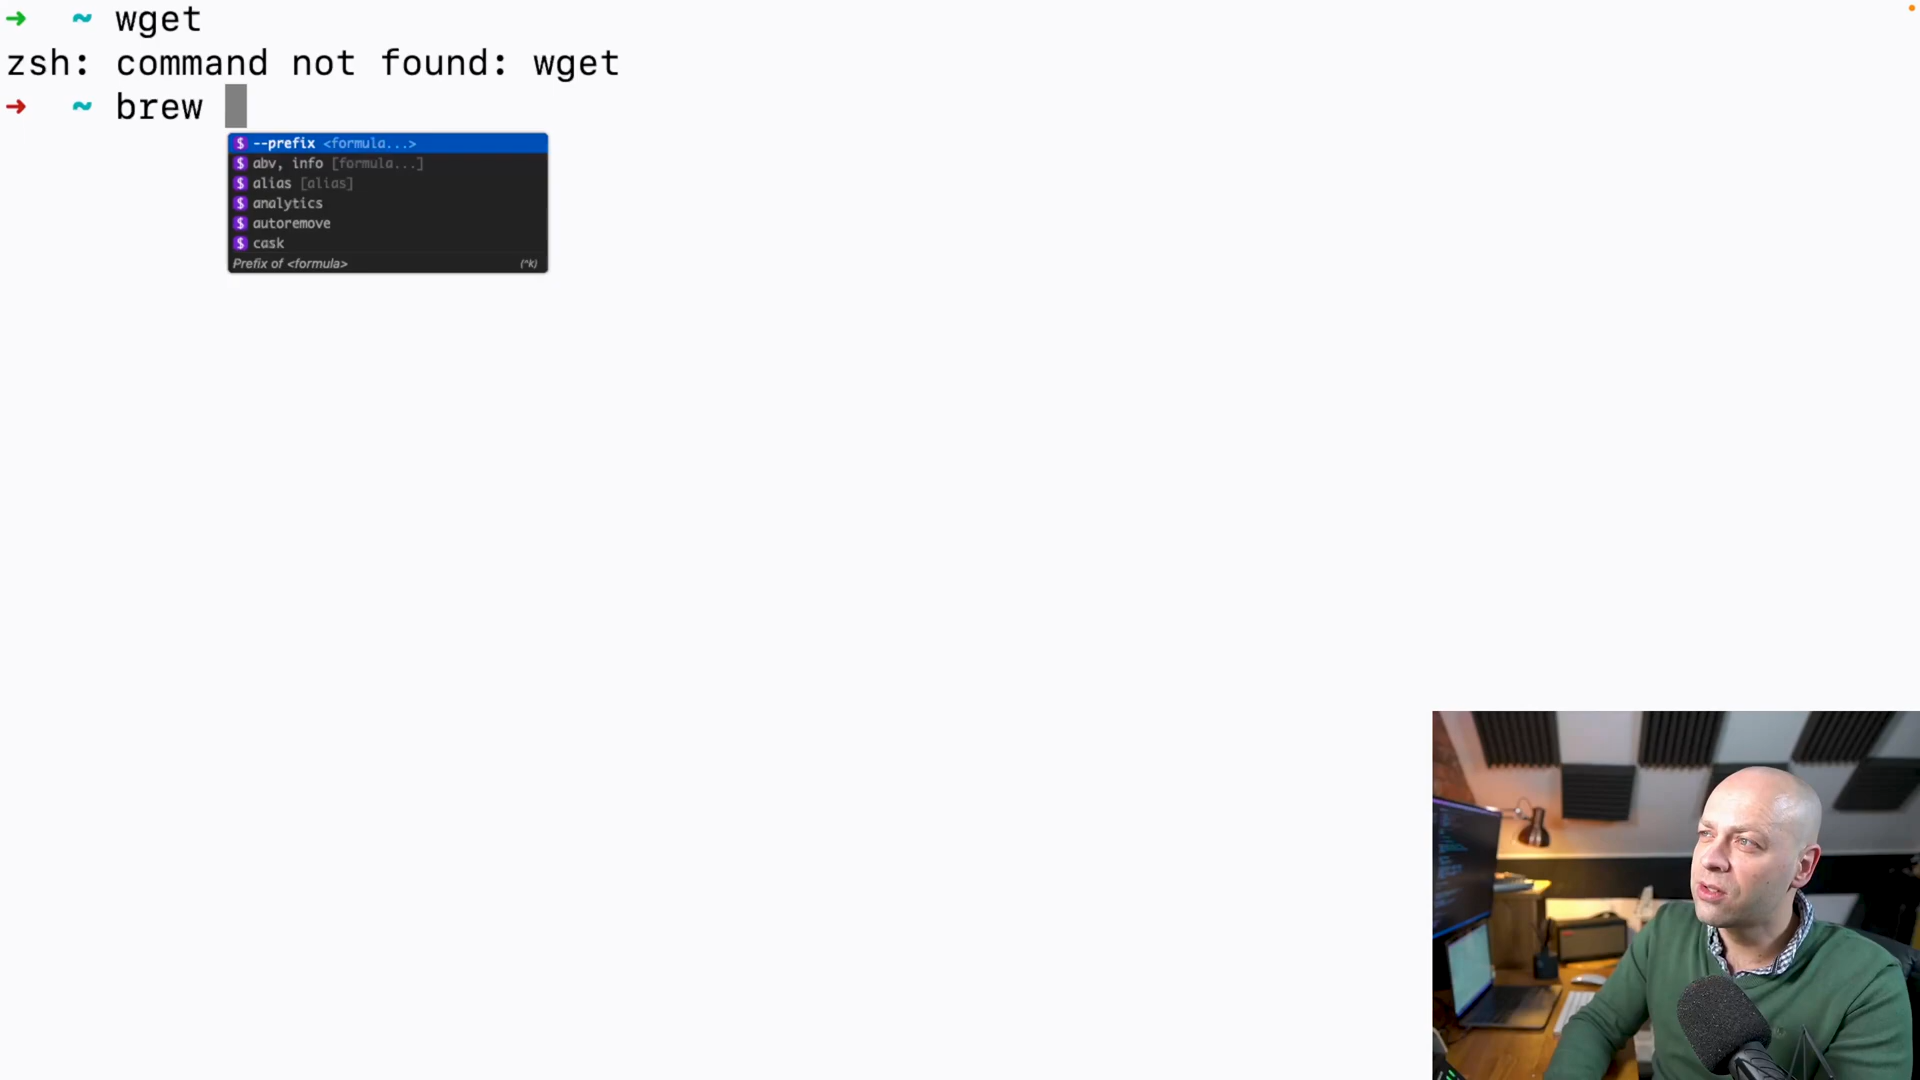 ➜ ~ wget
zsh: command not found: wget
➜ ~ brew
$ --prefix <formula...>
$ abv, info [formula...]
$ alias [alias]
$ analytics
$ autoremove
$ cask
Prefix of <formula> (^k)